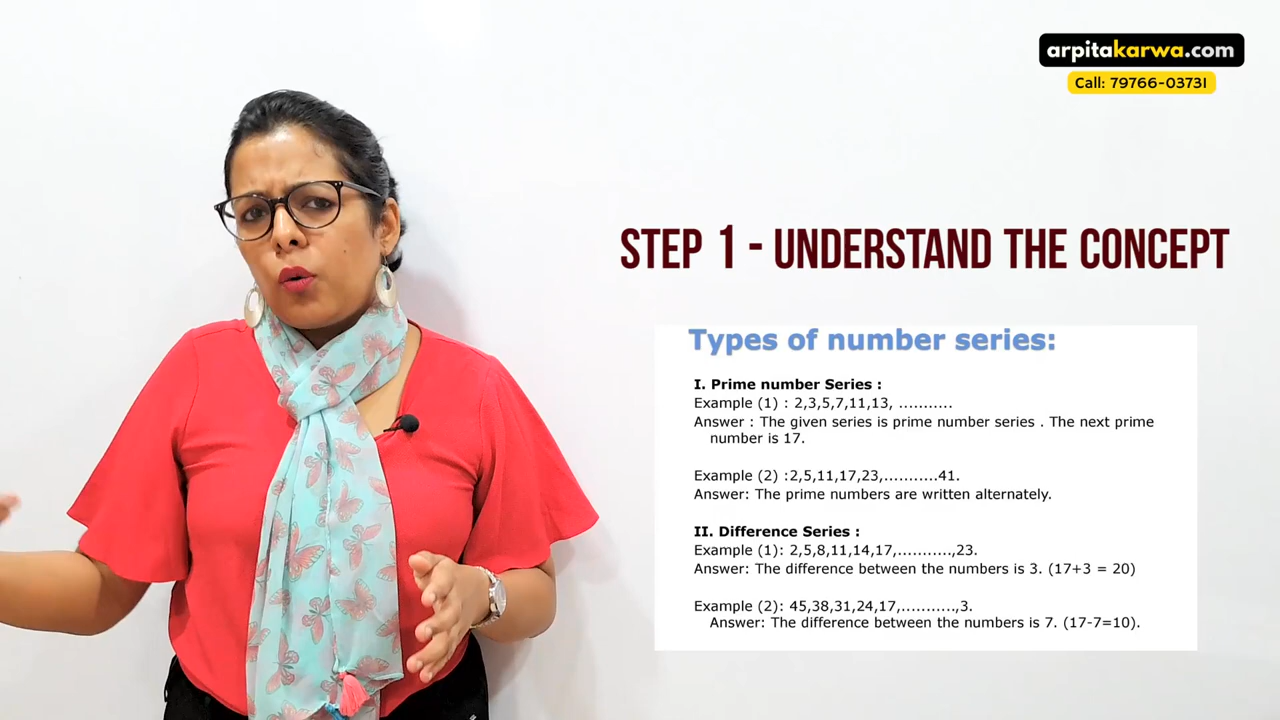 arpitakarwa.com
Call: 79766-03731
STEP 1 - UNDERSTAND THE CONCEPT
Types of number series:
I. Prime number Series :
Example (1) : 2,3,5,7,11,13, ...........
Answer : The given series is prime number series . The next prime
number is 17.
Example (2) :2,5,11,17,23,...........41.
Answer: The prime numbers are written alternately.
II. Difference Series :
Example (1): 2,5,8,11,14,17,...........,23.
Answer: The difference between the numbers is 3. (17+3 = 20)
Example (2): 45,38,31,24,17,...........,3.
Answer: The difference between the numbers is 7. (17-7=10).